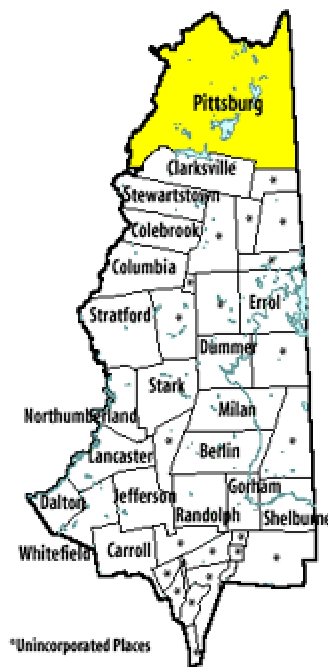 Pittsburg
Clarksville
Stewartstown
Colebrook
Columbia
Errol
Stratford
Dummer
Stark
Milan
Northumberland
Berlin
Lancaster
Gorham
Jefferson
Dalton
Randolph
Shelburne
Whitefield
Carroll
*Unincorporated Places